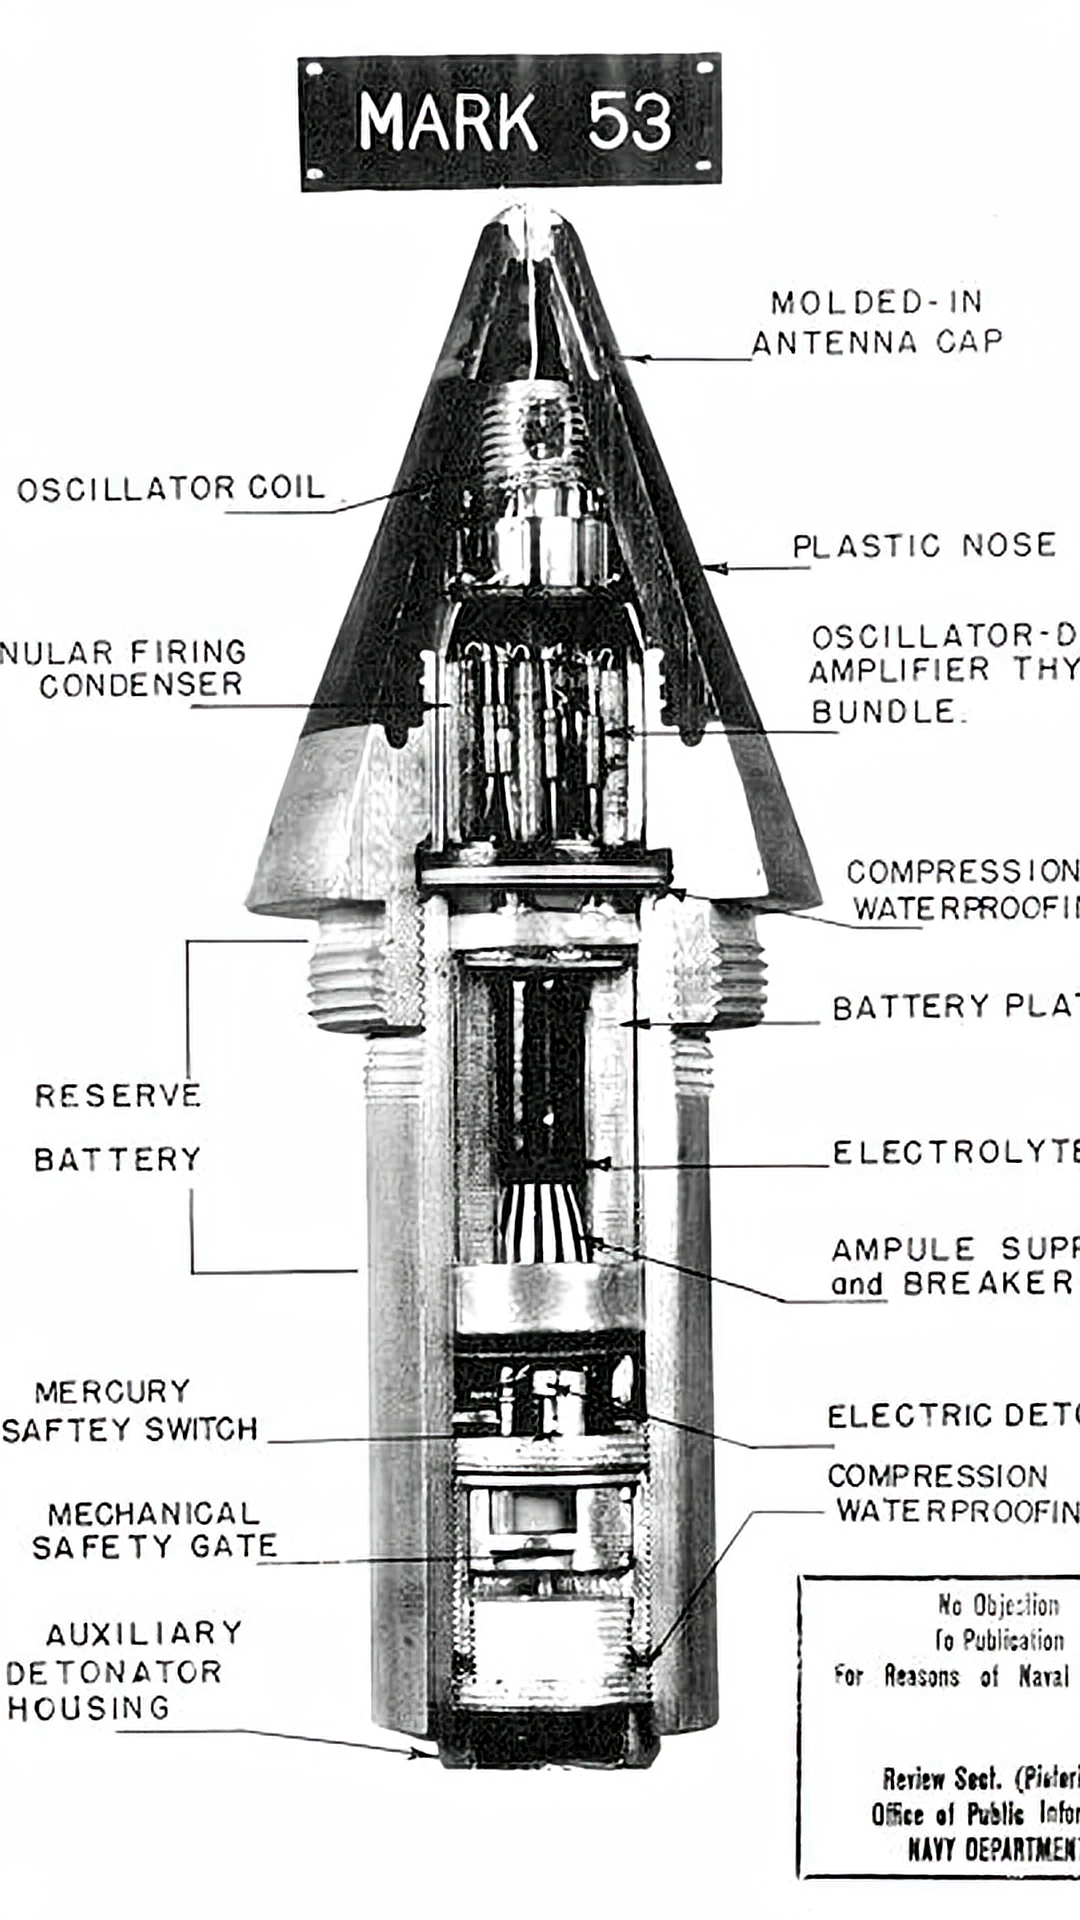 MARK 53
MOLDED-IN
ANTENNA CAP
OSCILLATOR COIL
PLASTIC NOSE
NULAR FIRING
CONDENSER
OSCILLATOR-D
AMPLIFIER THY
BUNDLE.
COMPRESSION
WATERPROOFIN
BATTERY PLAT
RESERVE
BATTERY
ELECTROLYTE
AMPULE SUPP
and BREAKER
MERCURY
SAFTEY SWITCH
ELECTRIC DETO
COMPRESSION
WATERPROOFIN
MECHANICAL
SAFETY GATE
AUXILIARY
DETONATOR
HOUSING
No Objection
To Publication
For Reasons of Naval
Review Sect. (Pictori
Office of Public Infor
NAVY DEPARTMENT